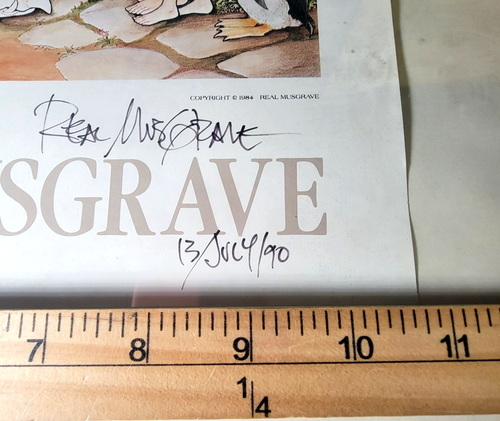 COPYRIGHT © 1984 REAL MUSGRAVE
REAL MUSGRAVE
SGRAVE
13/JULY/90
7 8 9 10 11
1/4